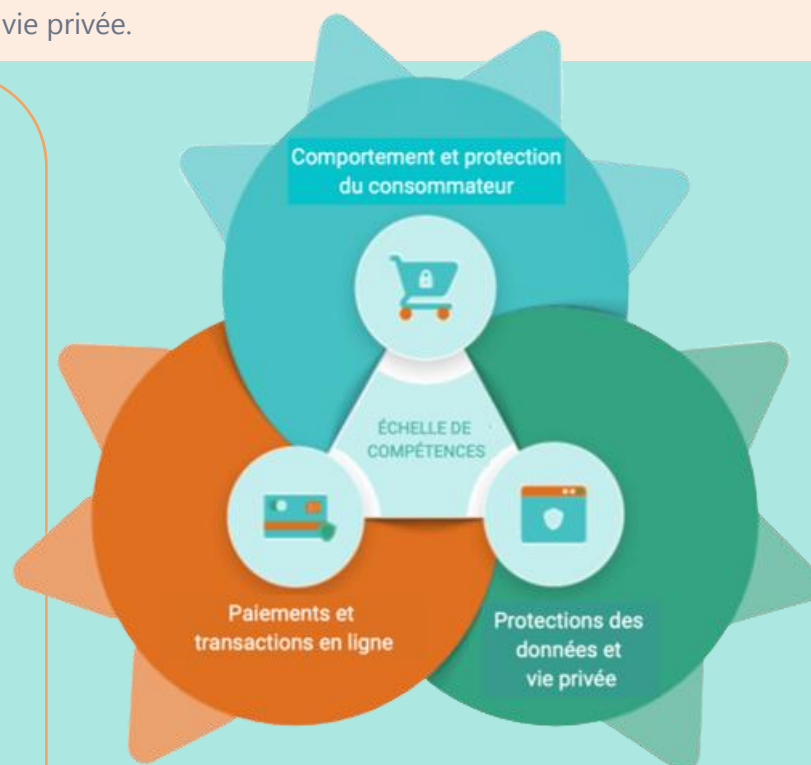 vie privée.
Comportement et protection
du consommateur
ÉCHELLE DE
COMPÉTENCES
Paiements et
transactions en ligne
Protections des
données et
vie privée